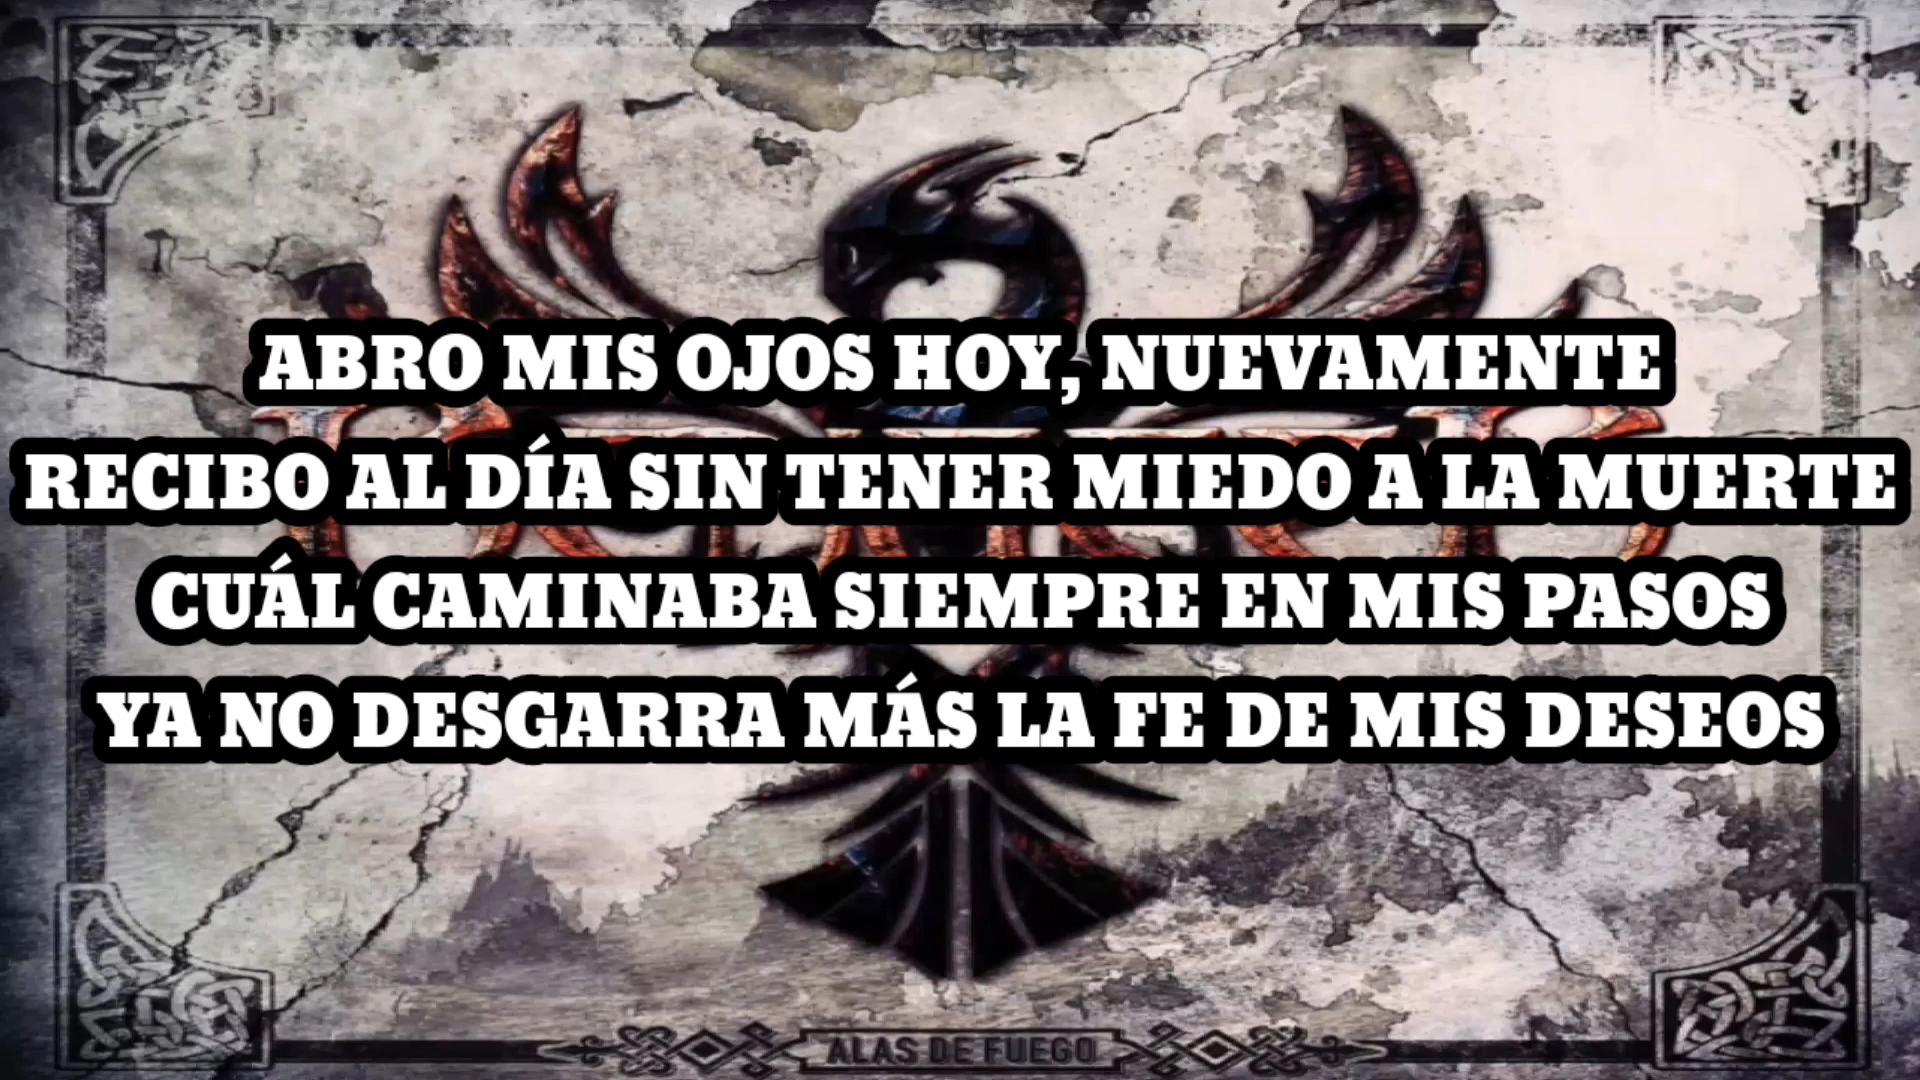 ABRO MIS OJOS HOY, NUEVAMENTE
RECIBO AL DÍA SIN TENER MIEDO A LA MUERTE
CUÁL CAMINABA SIEMPRE EN MIS PASOS
YA NO DESGARRA MÁS LA FE DE MIS DESEOS
ALAS DE FUEGO